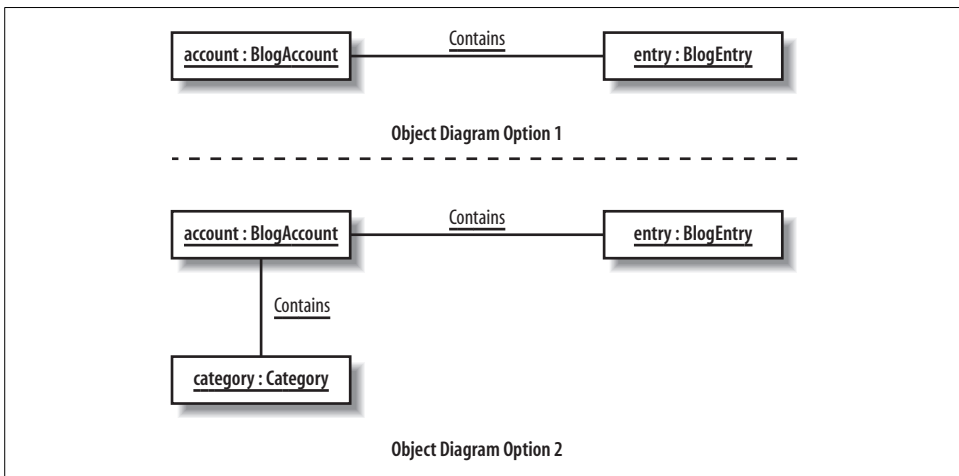 Contains
account : BlogAccount
entry : BlogEntry
Object Diagram Option 1
Contains
account : BlogAccount
entry : BlogEntry
Contains
category : Category
Object Diagram Option 2